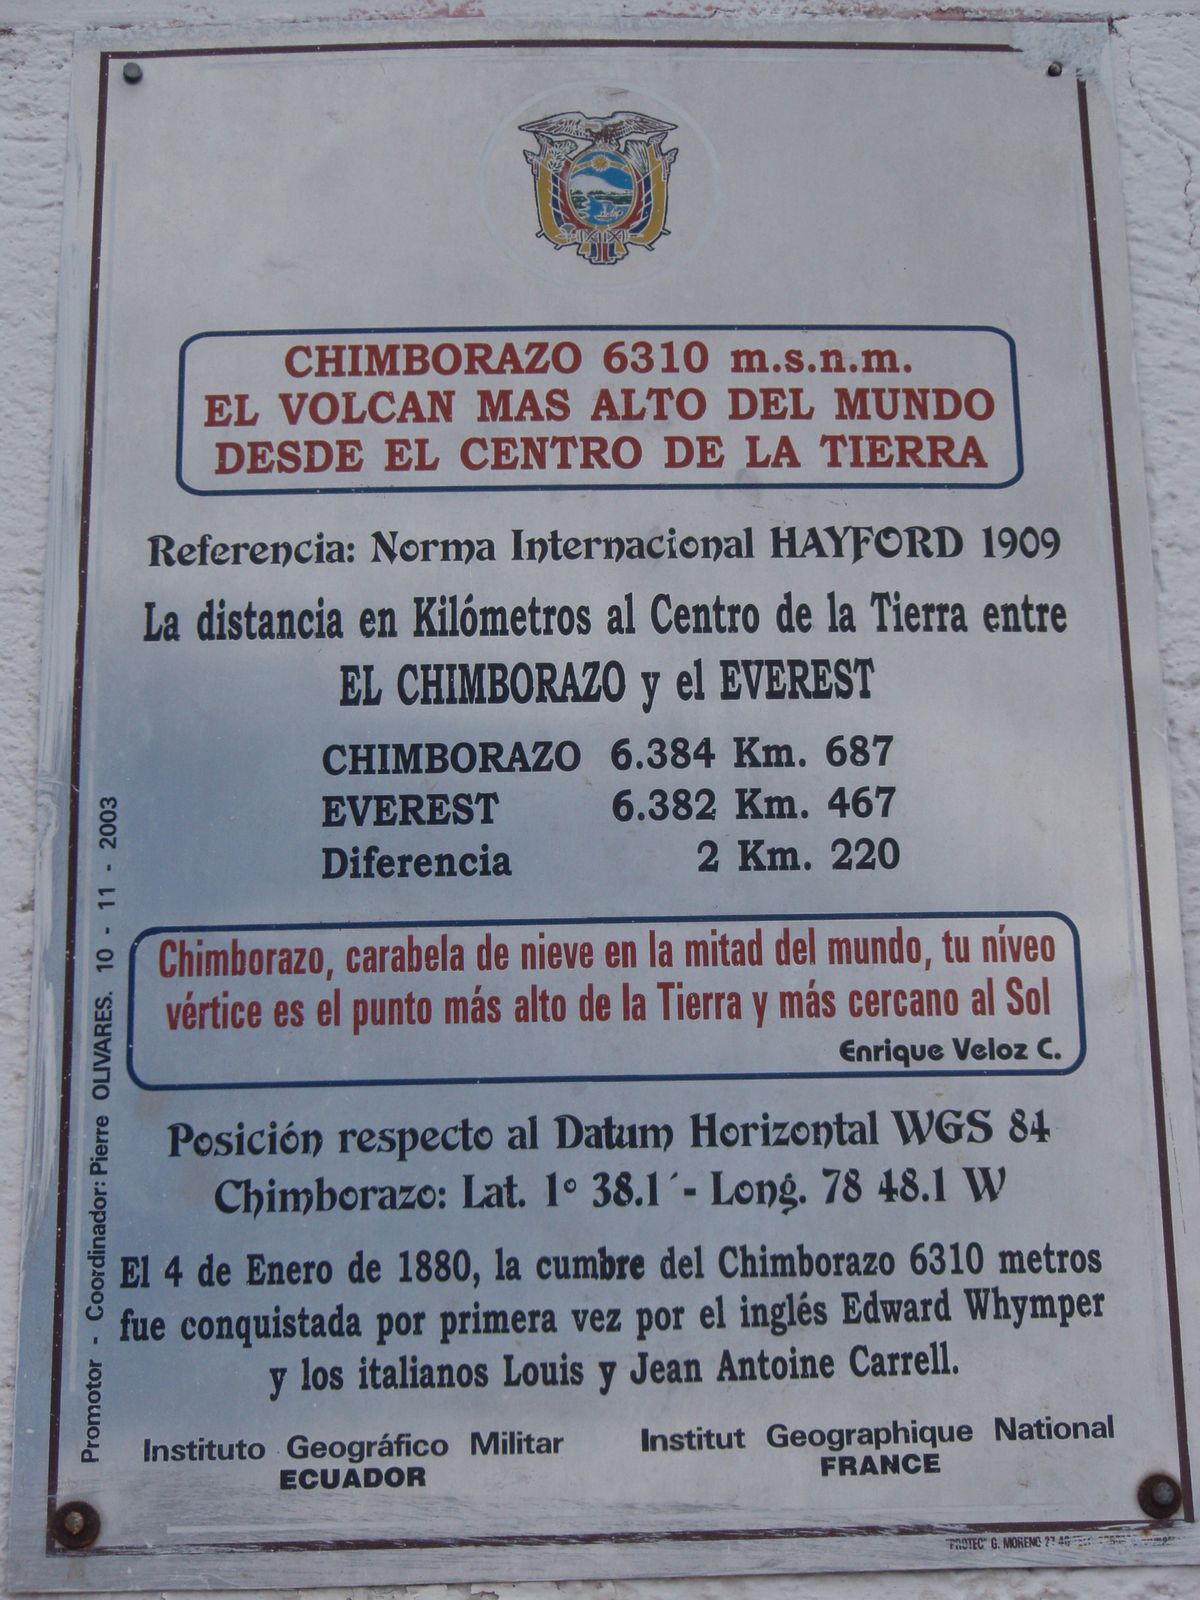 CHIMBORAZO 6310 m.s.n.m.
EL VOLCAN MAS ALTO DEL MUNDO
DESDE EL CENTRO DE LA TIERRA
Referencia: Norma Internacional HAYFORD 1909
La distancia en Kilómetros al Centro de la Tierra entre
EL CHIMBORAZO y el EVEREST
CHIMBORAZO 6.384 Km. 687
EVEREST 6.382 Km. 467
Diferencia 2 Km. 220
Chimborazo, carabela de nieve en la mitad del mundo, tu níveo
vértice es el punto más alto de la Tierra y más cercano al Sol
Enrique Veloz C.
Posición respecto al Datum Horizontal WGS 84
Chimborazo: Lat. 1º 38.1´- Long. 78 48.1 W
El 4 de Enero de 1880, la cumbre del Chimborazo 6310 metros
fue conquistada por primera vez por el inglés Edward Whymper
y los italianos Louis y Jean Antoine Carrell.
Instituto Geográfico Militar
ECUADOR
Institut Geographique National
FRANCE
Promotor - Coordinador: Pierre OLIVARES. 10 - 11 - 2003
"PROTEC" G. MORENO